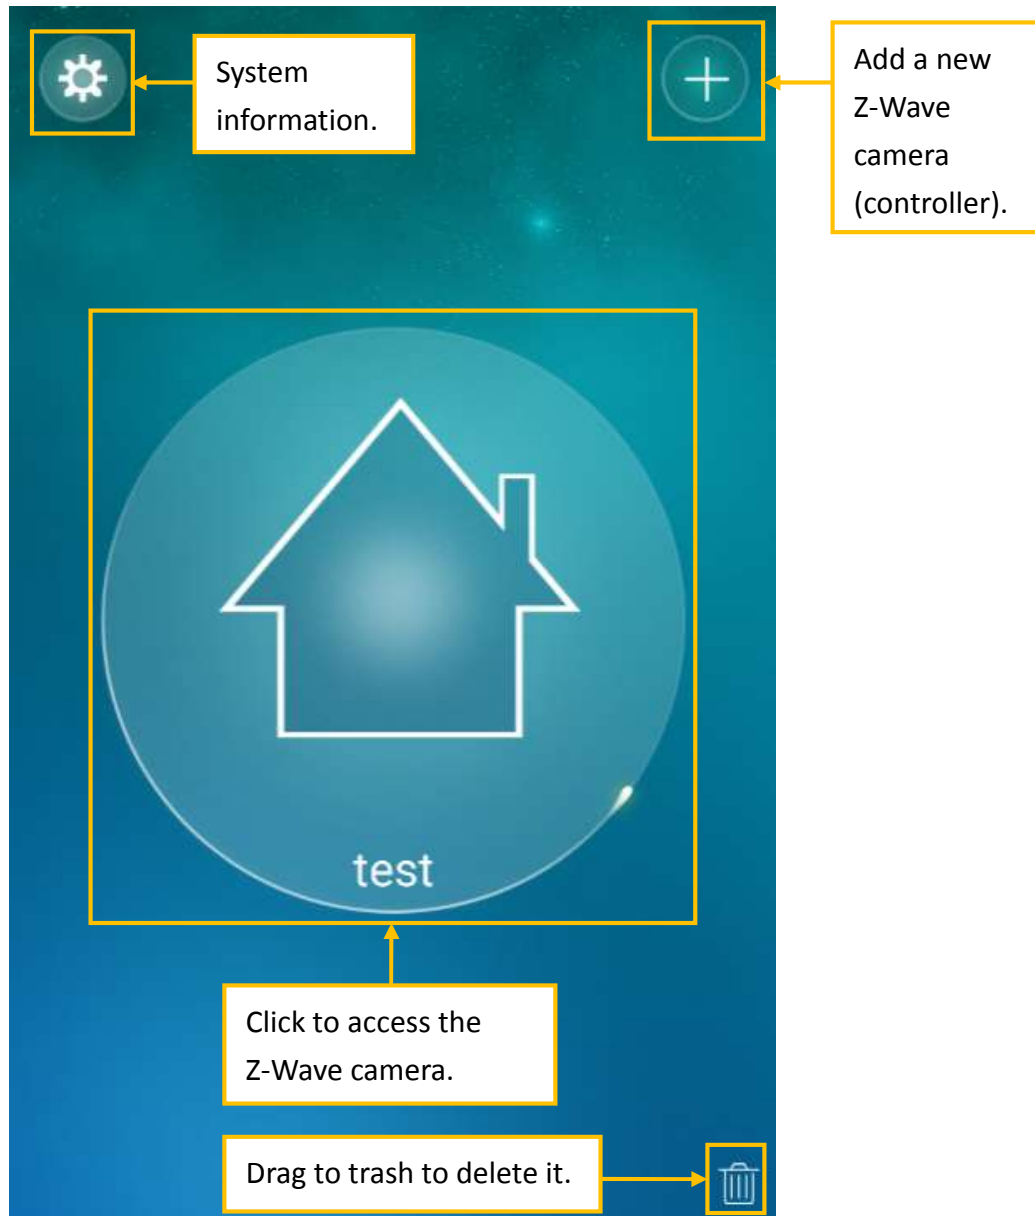 System
information.
Add a new
Z-Wave
camera
(controller).
test
Click to access the
Z-Wave camera.
Drag to trash to delete it.